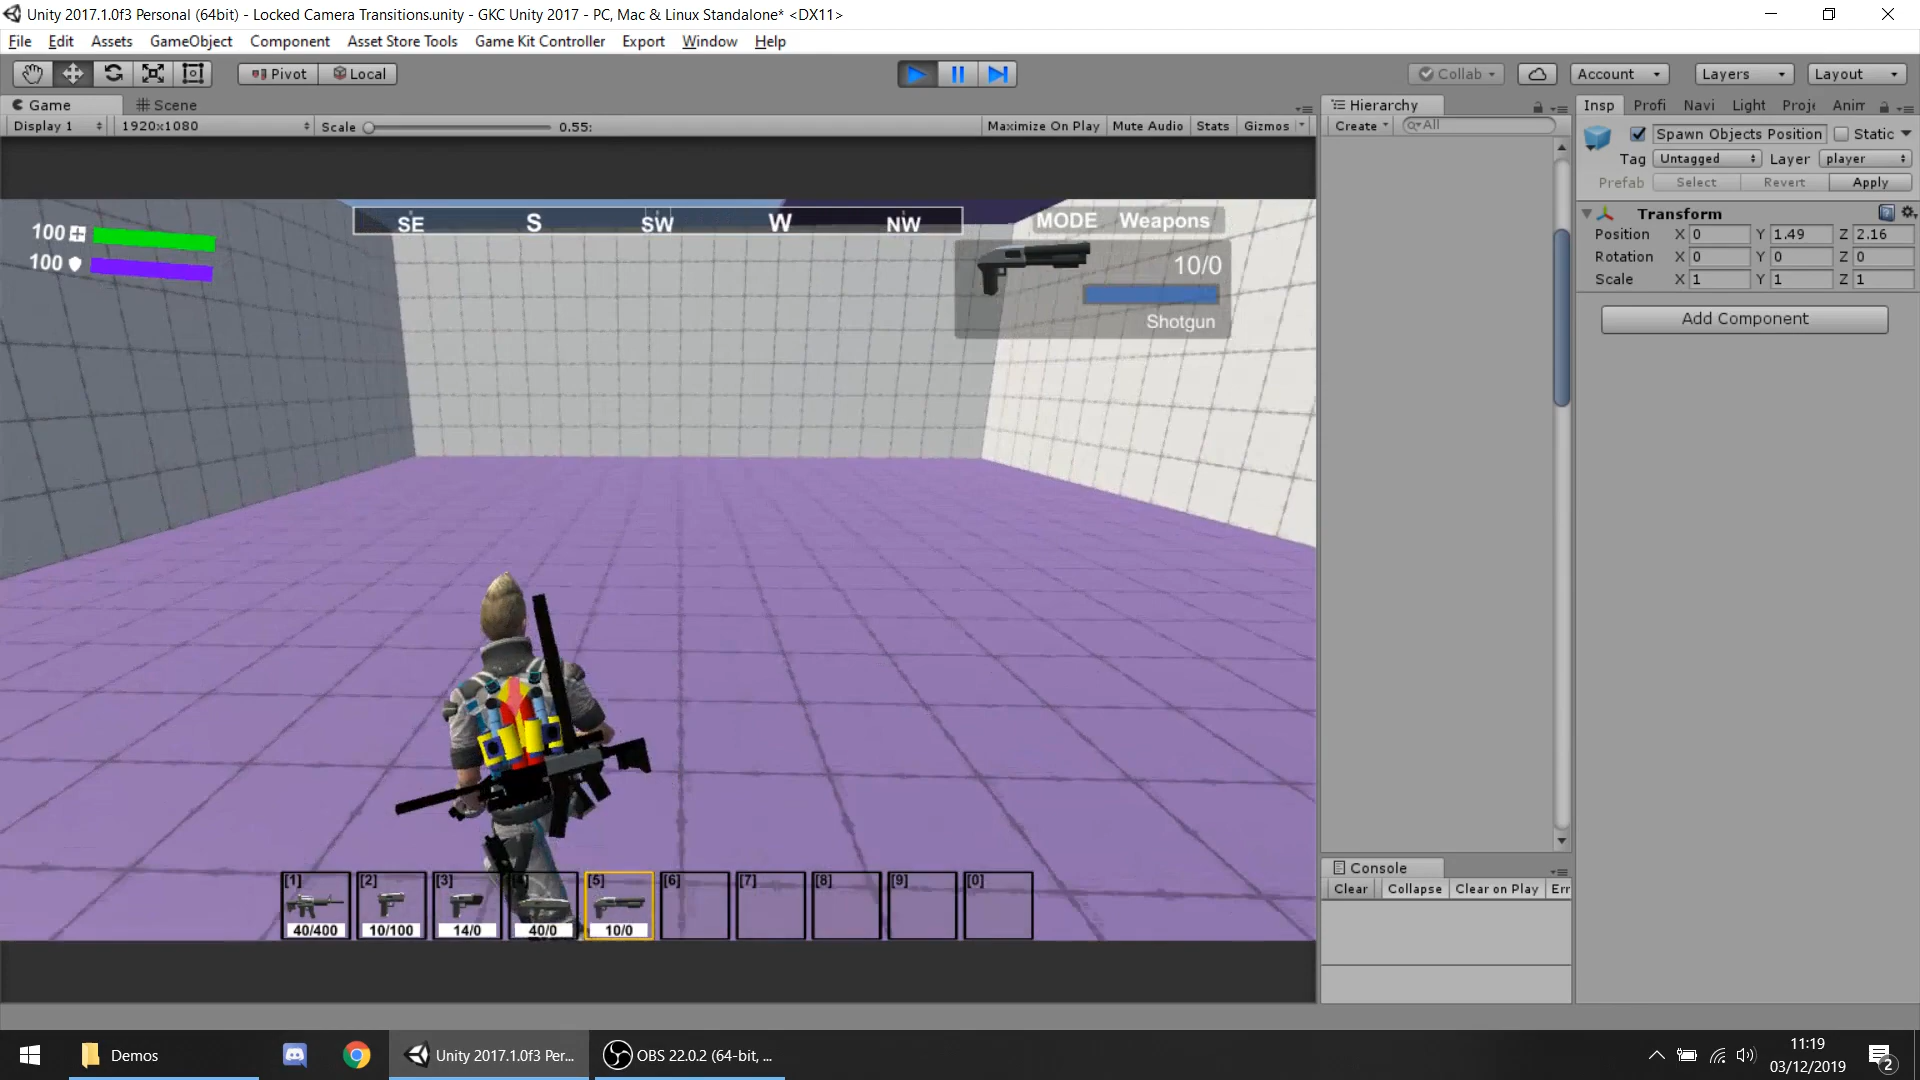 Unity 2017.1.0f3 Personal (64bit) - Locked Camera Transitions.unity - GKC Unity 2017 - PC, Mac & Linux Standalone* <DX11>
File Edit Assets GameObject Component Asset Store Tools Game Kit Controller Export Window Help
Pivot Local Collab Account Layers Layout
Game Scene
Display 1 1920x1080 Scale 0.55: Maximize On Play Mute Audio Stats Gizmos
Hierarchy
Create All
Insp Profi Navi Light Proje Anim
Spawn Objects Position Static
Tag Untagged Layer player
Prefab Select Revert Apply
Transform
Position X 0 Y 1.49 Z 2.16
Rotation X 0 Y 0 Z 0
Scale X 1 Y 1 Z 1
Add Component
100
100
SE S SW W NW
MODE Weapons
10/0
Shotgun
[1] [2] [3] [4] [5] [6] [7] [8] [9] [0]
40/400 10/100 14/0 40/0 10/0
Console
Clear Collapse Clear on Play Err
Demos
Unity 2017.1.0f3 Per...
OBS 22.0.2 (64-bit, ...
11:19
03/12/2019
2